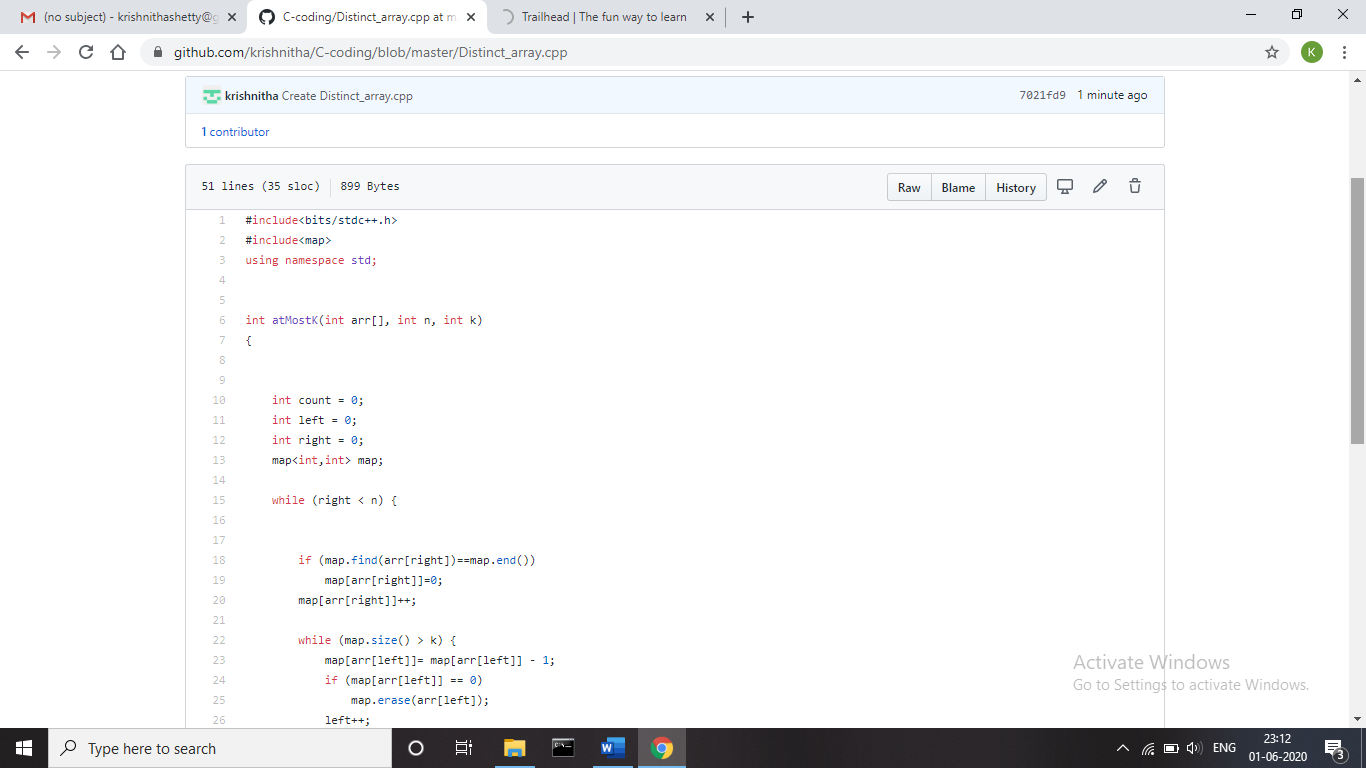 (no subject) - krishnithashetty@g
C-coding/Distinct_array.cpp at m
Trailhead | The fun way to learn
github.com/krishnitha/C-coding/blob/master/Distinct_array.cpp
K
krishnitha Create Distinct_array.cpp
7021fd9 1 minute ago
1 contributor
51 lines (35 sloc) 899 Bytes
Raw Blame History
1 #include<bits/stdc++.h>
2 #include<map>
3 using namespace std;
4
5
6 int atMostK(int arr[], int n, int k)
7 {
8
9
10 int count = 0;
11 int left = 0;
12 int right = 0;
13 map<int,int> map;
14
15 while (right < n) {
16
17
18 if (map.find(arr[right])==map.end())
19 map[arr[right]]=0;
20 map[arr[right]]++;
21
22 while (map.size() > k) {
23 map[arr[left]]= map[arr[left]] - 1;
24 if (map[arr[left]] == 0)
25 map.erase(arr[left]);
26 left++;
Activate Windows
Go to Settings to activate Windows.
Type here to search
ENG
23:12
01-06-2020
3